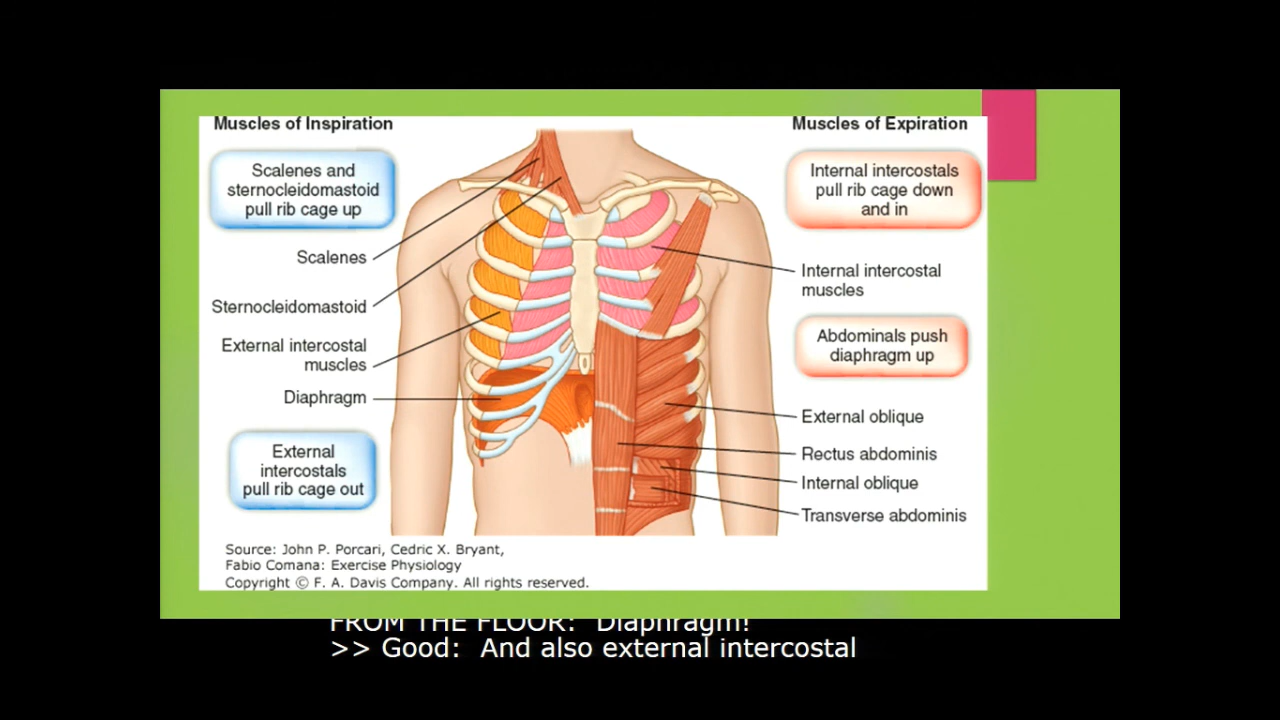 Muscles of Inspiration
Scalenes and
sternocleidomastoid
pull rib cage up
Scalenes
Sternocleidomastoid
External intercostal
muscles
Diaphragm
External
intercostals
pull rib cage out
Muscles of Expiration
Internal intercostals
pull rib cage down
and in
Internal intercostal
muscles
Abdominals push
diaphragm up
External oblique
Rectus abdominis
Internal oblique
Transverse abdominis
Source: John P. Porcari, Cedric X. Bryant,
Fabio Comana: Exercise Physiology
Copyright © F. A. Davis Company. All rights reserved.
FROM THE FLOOR: Diaphragm!
>> Good: And also external intercostal